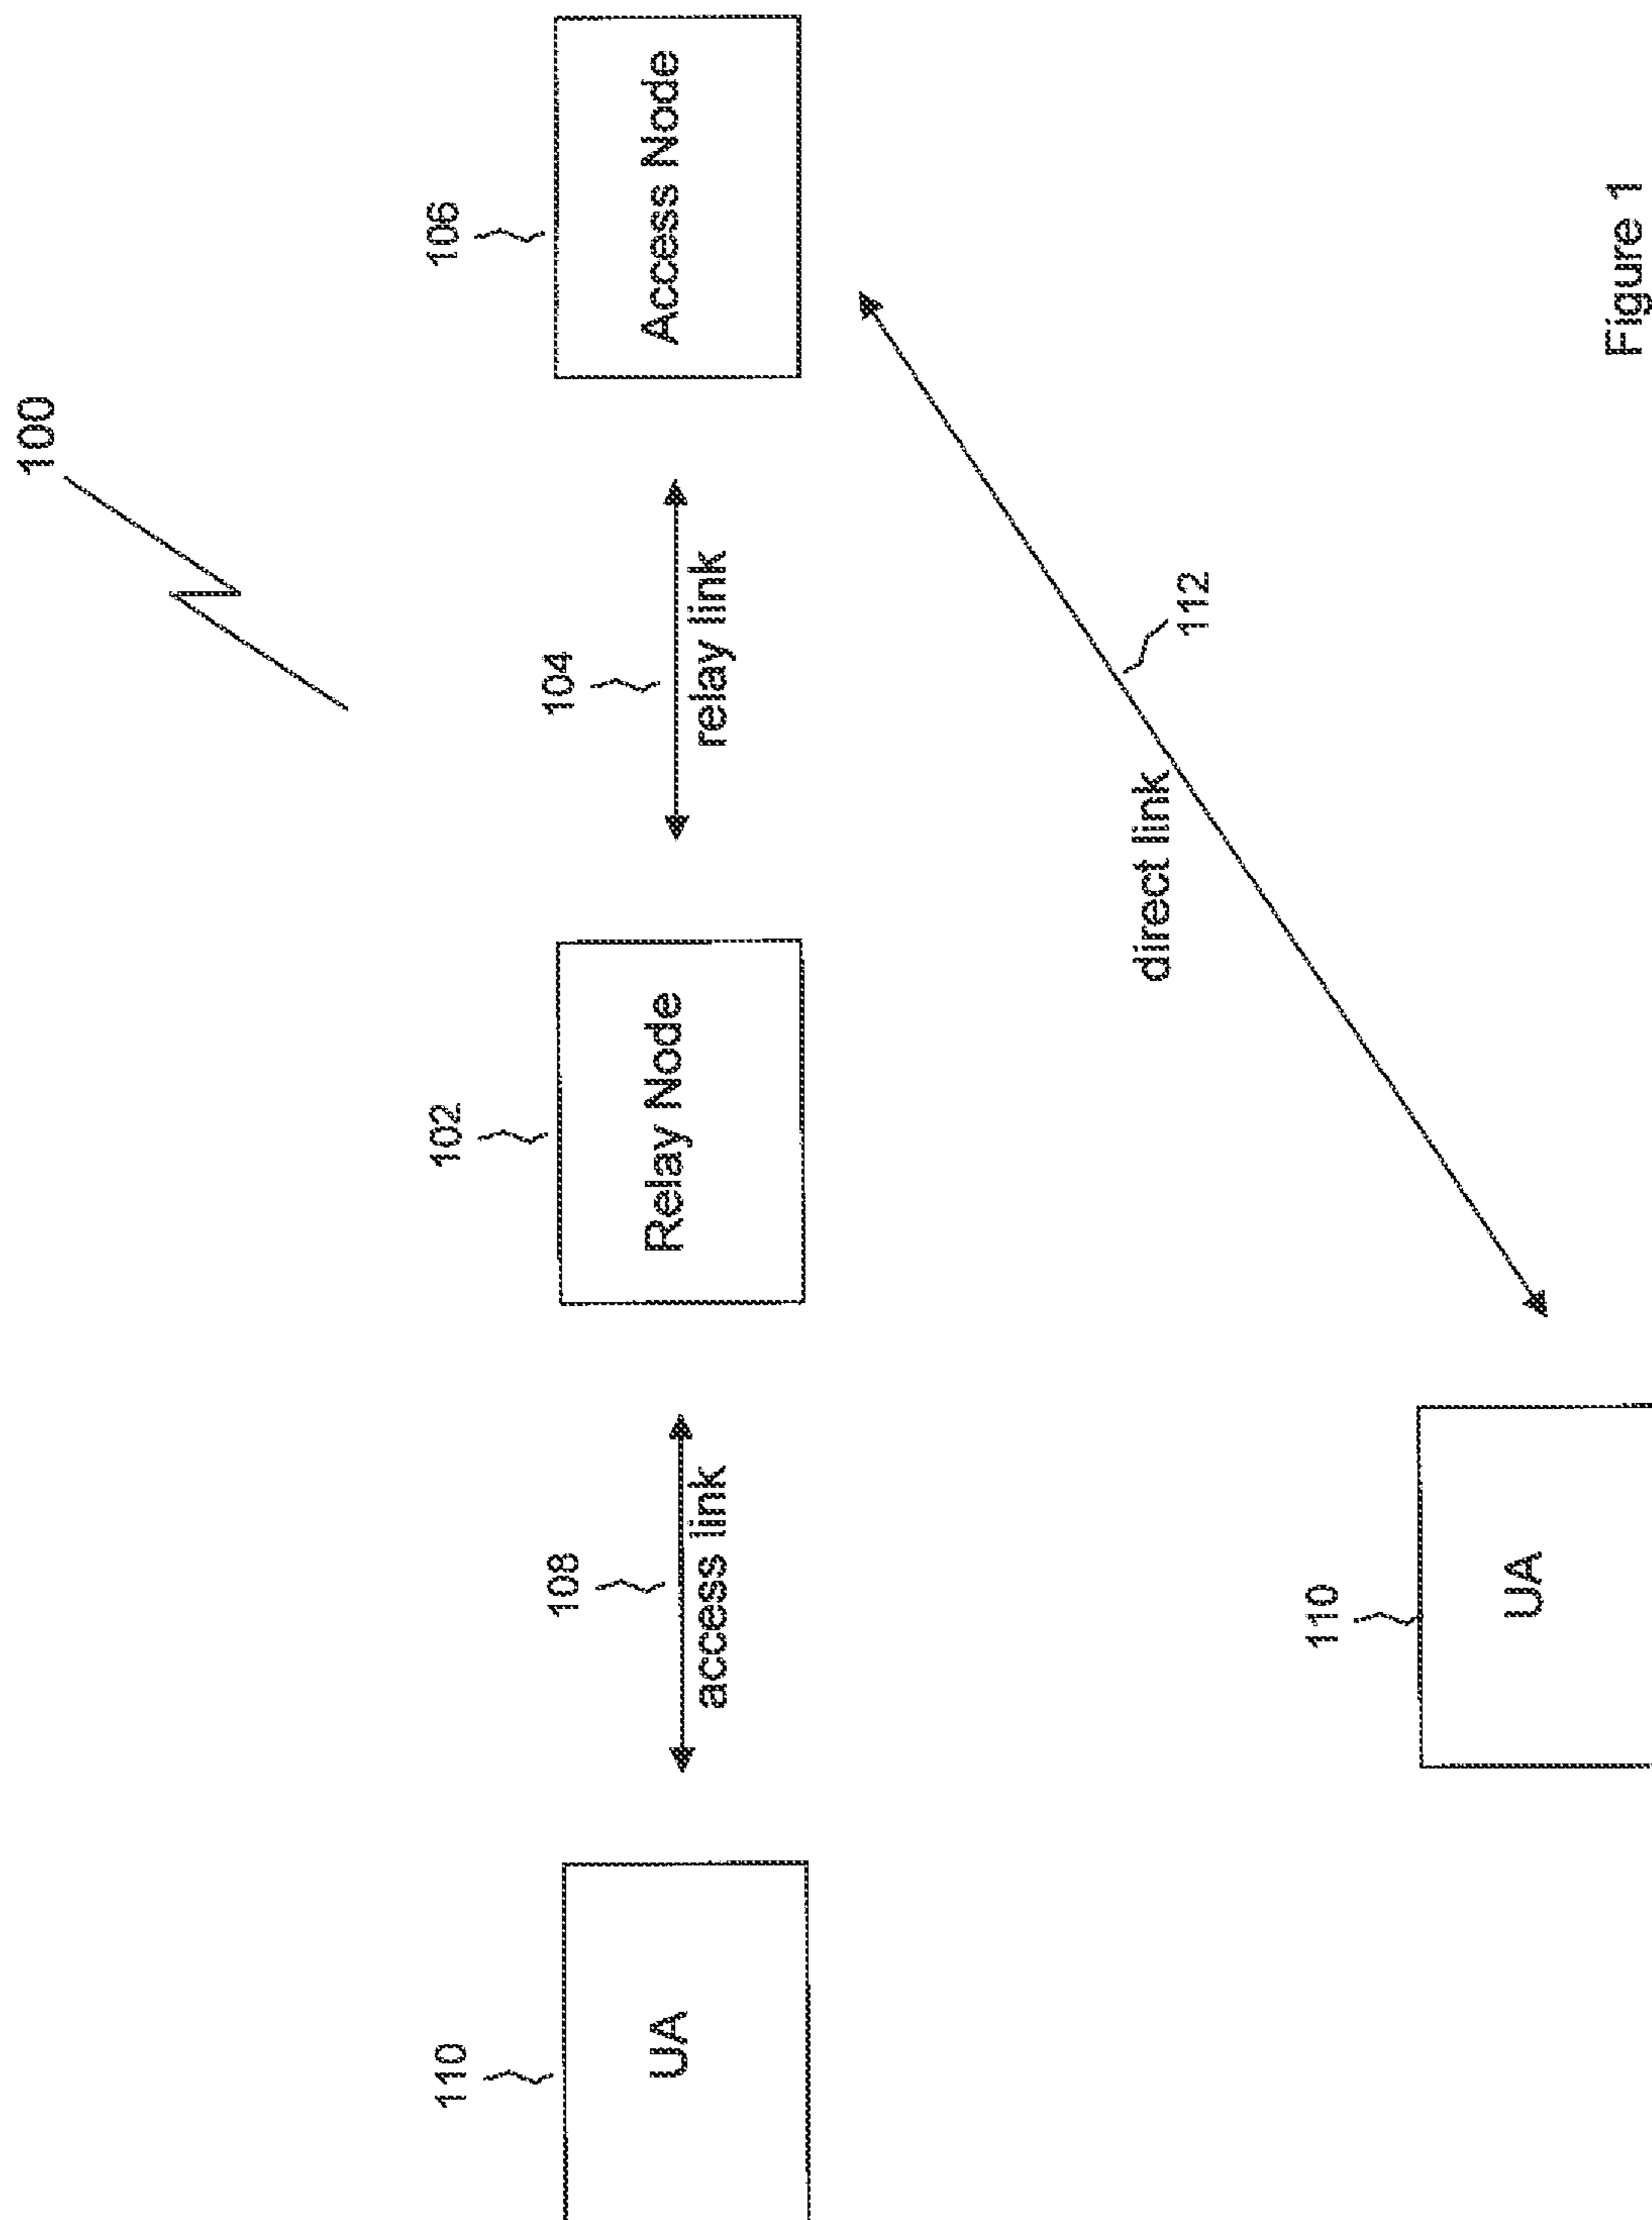 100
110
UA
108
access link
102
Relay Node
104
relay link
106
Access Node
110
UA
direct link
112
Figure 1